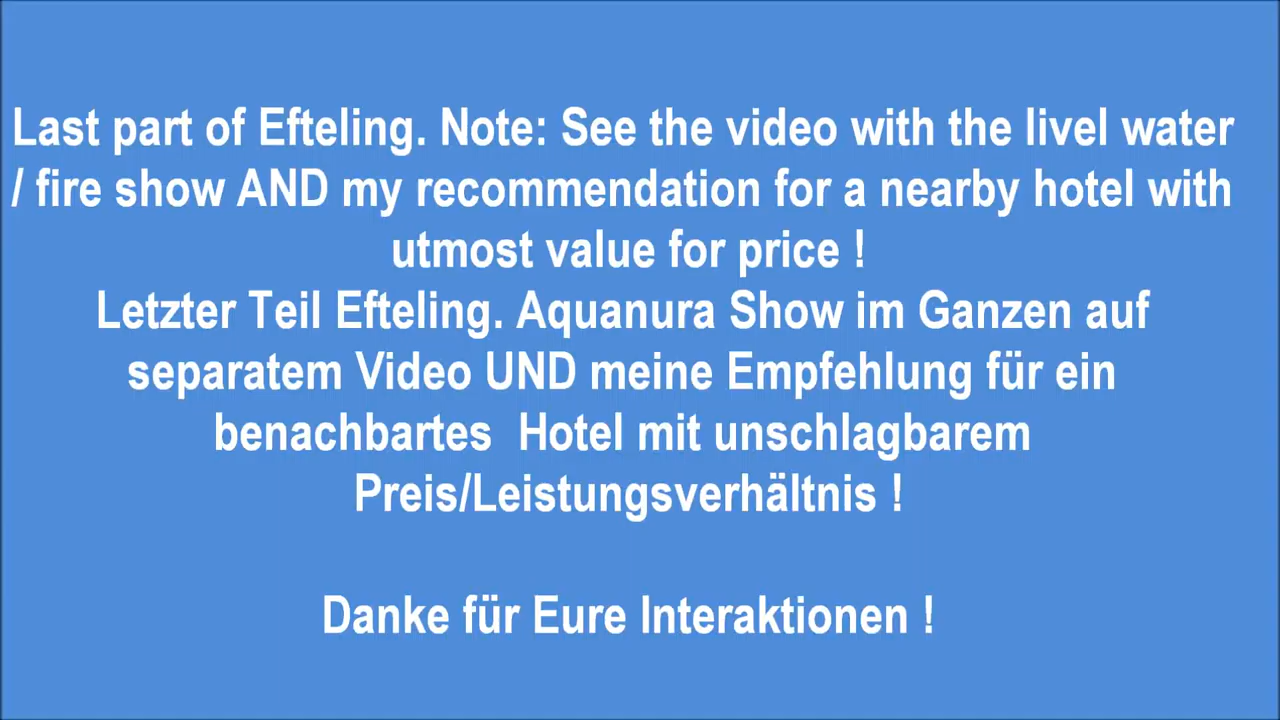 Last part of Efteling. Note: See the video with the livel water
/ fire show AND my recommendation for a nearby hotel with
utmost value for price !
Letzter Teil Efteling. Aquanura Show im Ganzen auf
separatem Video UND meine Empfehlung für ein
benachbartes  Hotel mit unschlagbarem
Preis/Leistungsverhältnis !
Danke für Eure Interaktionen !